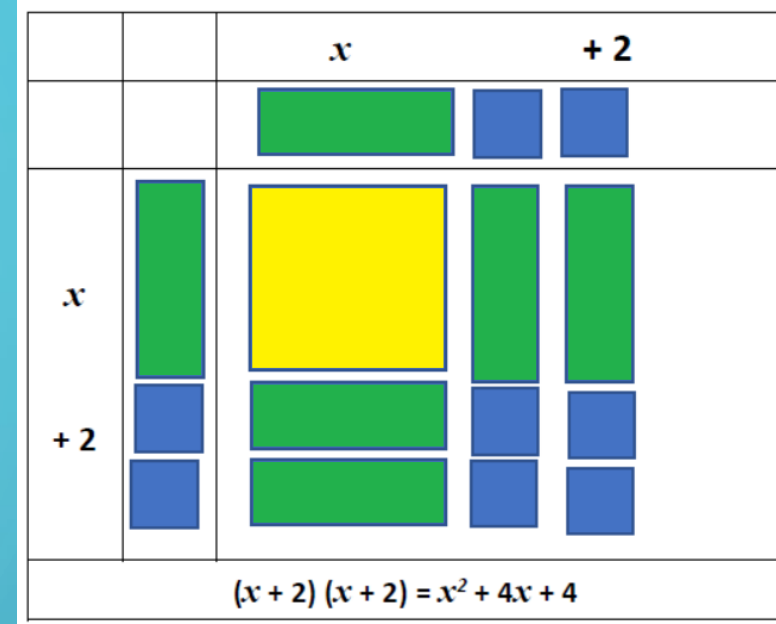 x + 2
x
+ 2
(x + 2) (x + 2) = x² + 4x + 4